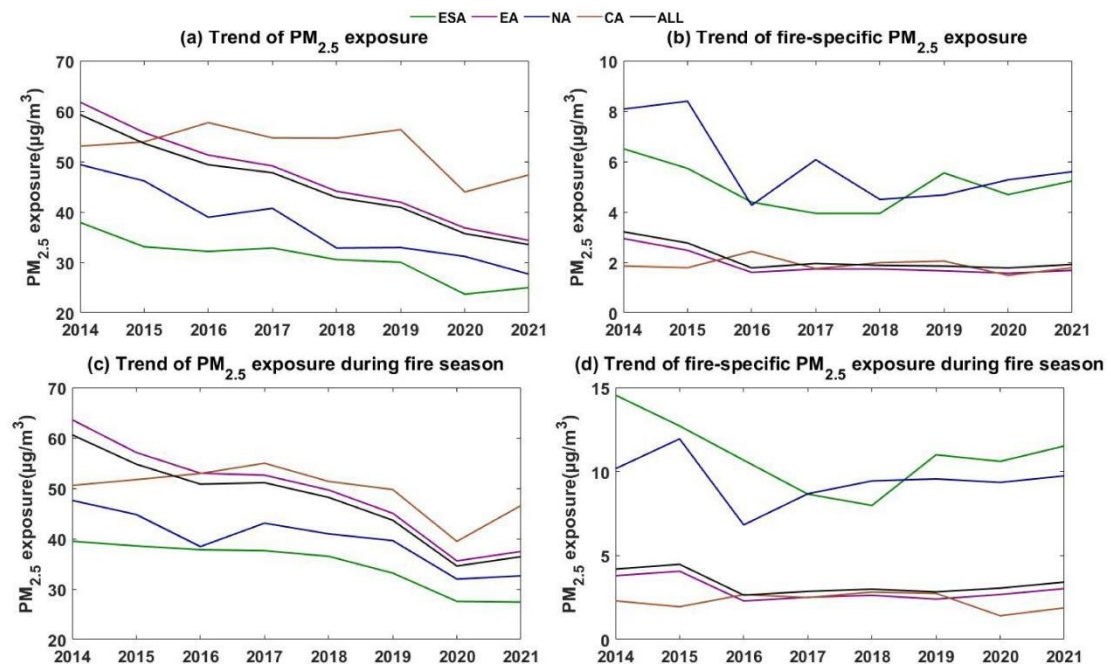 ESA EA NA CA ALL
(a) Trend of PM2.5 exposure
PM2.5 exposure(µg/m³)
70
60
50
40
30
20
2014 2015 2016 2017 2018 2019 2020 2021
(b) Trend of fire-specific PM2.5 exposure
PM2.5 exposure(µg/m³)
10
8
6
4
2
0
2014 2015 2016 2017 2018 2019 2020 2021
(c) Trend of PM2.5 exposure during fire season
PM2.5 exposure(µg/m³)
70
60
50
40
30
20
2014 2015 2016 2017 2018 2019 2020 2021
(d) Trend of fire-specific PM2.5 exposure during fire season
PM2.5 exposure(µg/m³)
15
10
5
0
2014 2015 2016 2017 2018 2019 2020 2021